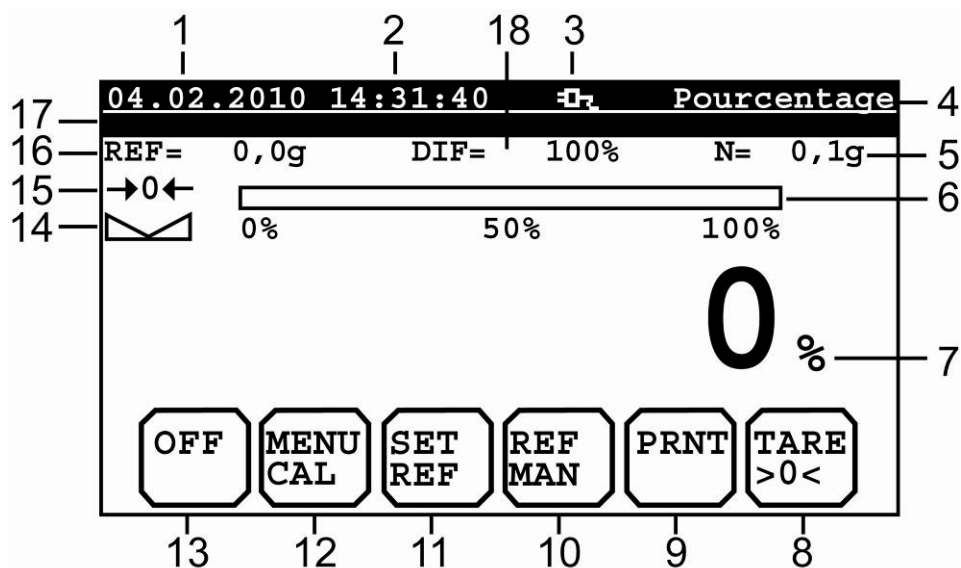 1 2 18 3
04.02.2010 14:31:40 Pourcentage 4
17
16 REF= 0,0g DIF= 100% N= 0,1g 5
15 →0← 6
14 0% 50% 100%
0 % 7
OFF MENU SET REF PRNT TARE
CAL REF MAN >0<
13 12 11 10 9 8